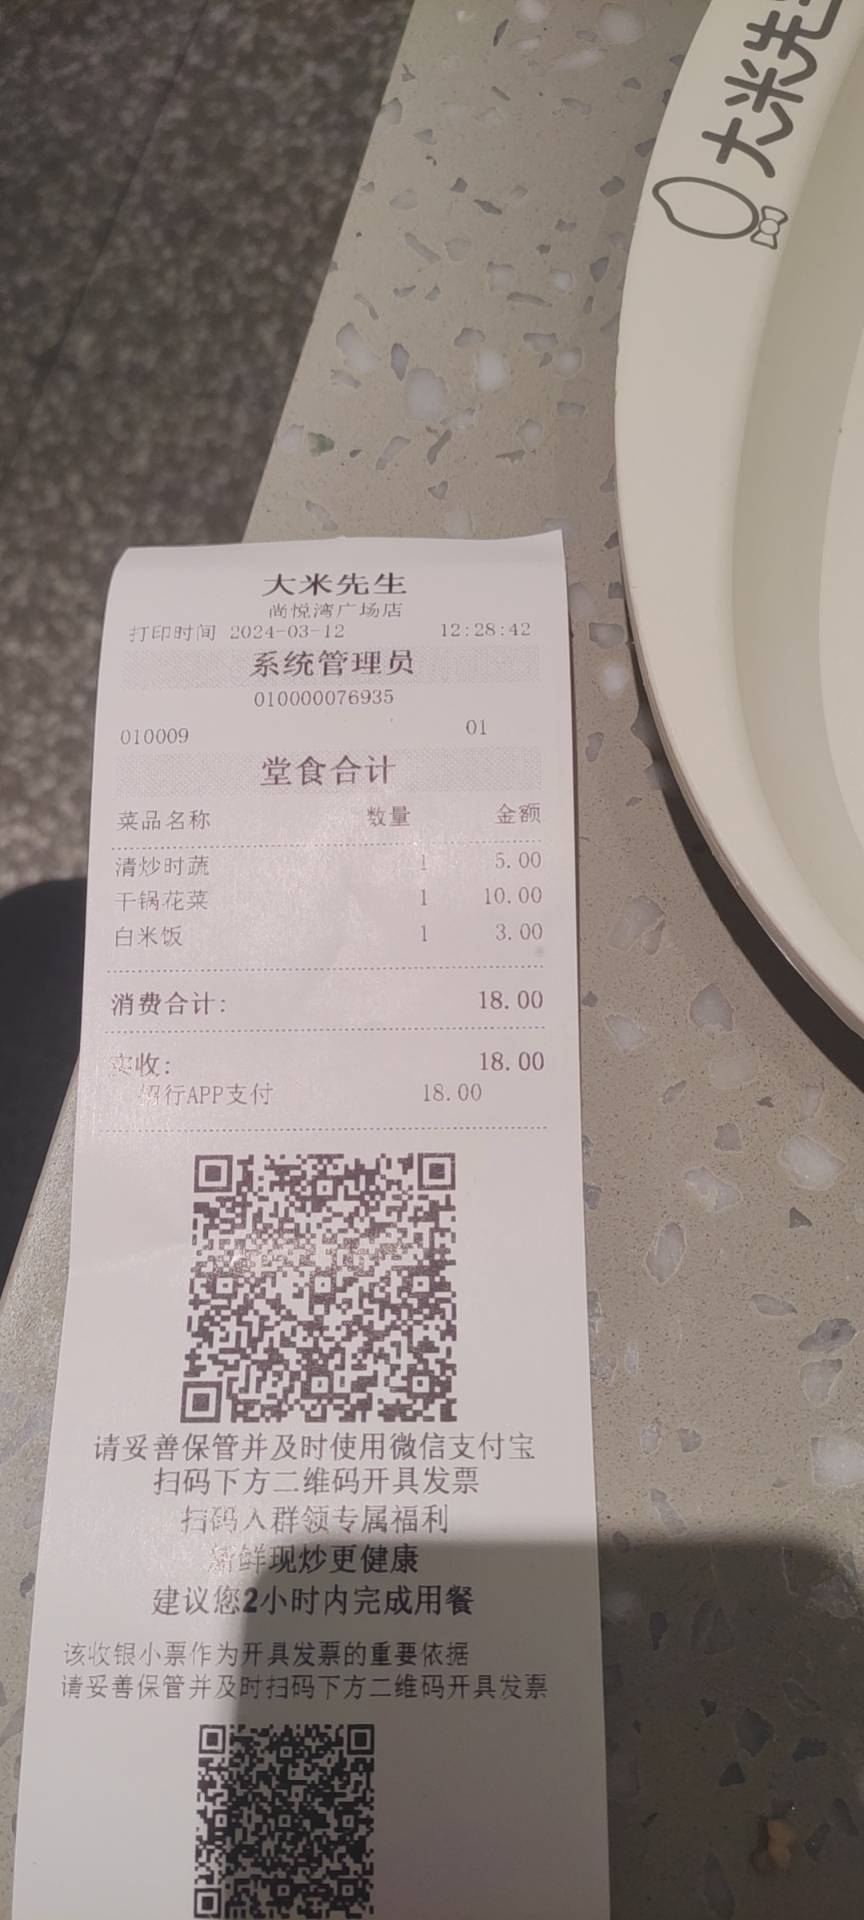 大米先生
大米先生
尚悦湾广场店
打印时间 2024-03-12 12:28:42
系统管理员
010000076935
010009 01
堂食合计
菜品名称 数量 金额
清炒时蔬 1 5.00
干锅花菜 1 10.00
白米饭 1 3.00
消费合计: 18.00
实收: 18.00
招行APP支付 18.00
请妥善保管并及时使用微信支付宝
扫码下方二维码开具发票
扫码入群领专属福利
新鲜现炒更健康
建议您2小时内完成用餐
该收银小票作为开具发票的重要依据
请妥善保管并及时扫码下方二维码开具发票